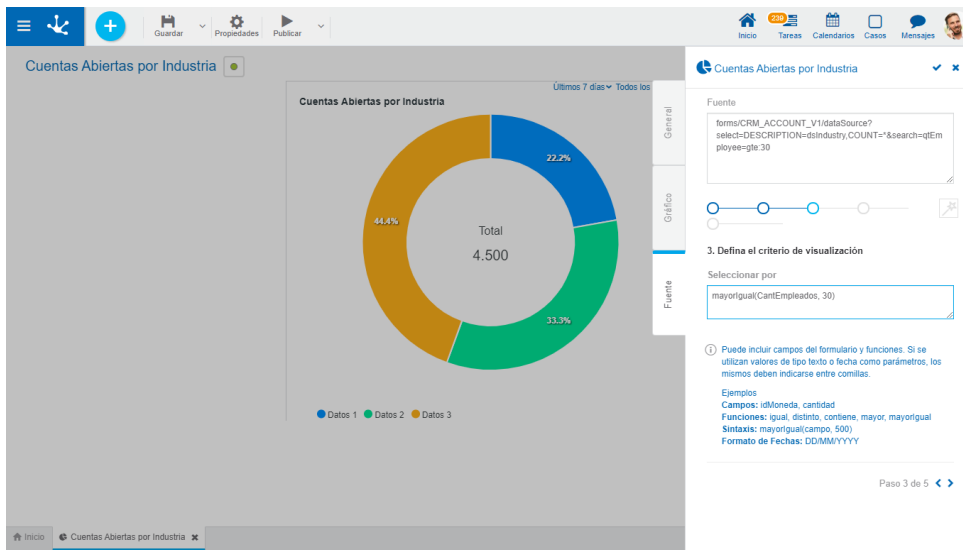 Guardar
Propiedades
Publicar
Inicio
239
Tareas
Calendarios
Casos
Mensajes
Cuentas Abiertas por Industria
Últimos 7 días Todos los
Cuentas Abiertas por Industria
22.2%
44.4%
33.3%
Total
4.500
Datos 1 Datos 2 Datos 3
General
Gráfico
Fuente
Cuentas Abiertas por Industria
Fuente
forms/CRM_ACCOUNT_V1/dataSource?
select=DESCRIPTION=dsIndustry,COUNT=*&search=qtEm
ployee=gte:30
3. Defina el criterio de visualización
Seleccionar por
mayorIgual(CantEmpleados, 30)
Puede incluir campos del formulario y funciones. Si se
utilizan valores de tipo texto o fecha como parámetros, los
mismos deben indicarse entre comillas.
Ejemplos
Campos: idMoneda, cantidad
Funciones: igual, distinto, contiene, mayor, mayorIgual
Sintaxis: mayorIgual(campo, 500)
Formato de Fechas: DD/MM/YYYY
Paso 3 de 5
Inicio
Cuentas Abiertas por Industria